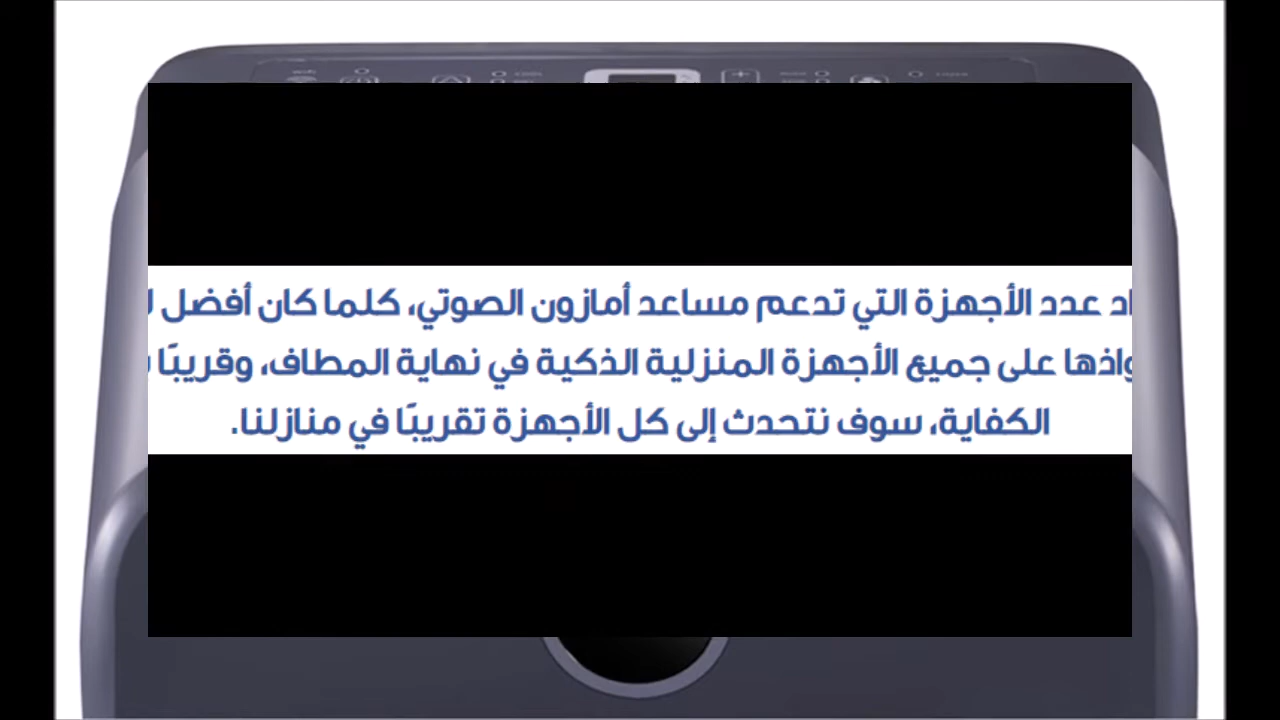 عدد الأجهزة التي تدعم مساعد أمازون الصوتي، كلما كان أفضل
على جميع الأجهزة المنزلية الذكية في نهاية المطاف، وقريبًا
الكفاية، سوف نتحدث إلى كل الأجهزة تقريبًا في منازلنا.